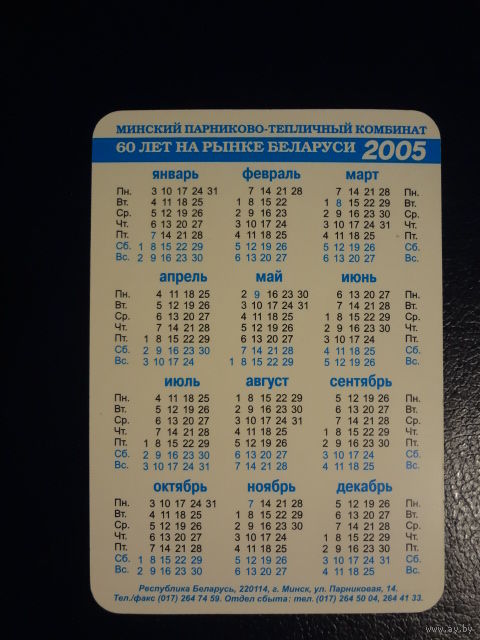 МИНСКИЙ ПАРНИКОВО-ТЕПЛИЧНЫЙ КОМБИНАТ
60 ЛЕТ НА РЫНКЕ БЕЛАРУСИ 2005
январь февраль март
Пн. 3 10 17 24 31 7 14 21 28 7 14 21 28 Пн.
Вт. 4 11 18 25 1 8 15 22 1 8 15 22 29 Вт.
Ср. 5 12 19 26 2 9 16 23 2 9 16 23 30 Ср.
Чт. 6 13 20 27 3 10 17 24 3 10 17 24 31 Чт.
Пт. 7 14 21 28 4 11 18 25 4 11 18 25 Пт.
Сб. 1 8 15 22 29 5 12 19 26 5 12 19 26 Сб.
Вс. 2 9 16 23 30 6 13 20 27 6 13 20 27 Вс.
апрель май июнь
Пн. 4 11 18 25 2 9 16 23 30 6 13 20 27 Пн.
Вт. 5 12 19 26 3 10 17 24 31 7 14 21 28 Вт.
Ср. 6 13 20 27 4 11 18 25 1 8 15 22 29 Ср.
Чт. 7 14 21 28 5 12 19 26 2 9 16 23 30 Чт.
Пт. 1 8 15 22 29 6 13 20 27 3 10 17 24 Пт.
Сб. 2 9 16 23 30 7 14 21 28 4 11 18 25 Сб.
Вс. 3 10 17 24 1 8 15 22 29 5 12 19 26 Вс.
июль август сентябрь
Пн. 4 11 18 25 1 8 15 22 29 5 12 19 26 Пн.
Вт. 5 12 19 26 2 9 16 23 30 6 13 20 27 Вт.
Ср. 6 13 20 27 3 10 17 24 31 7 14 21 28 Ср.
Чт. 7 14 21 28 4 11 18 25 1 8 15 22 29 Чт.
Пт. 1 8 15 22 29 5 12 19 26 2 9 16 23 30 Пт.
Сб. 2 9 16 23 30 6 13 20 27 3 10 17 24 Сб.
Вс. 3 10 17 24 31 7 14 21 28 4 11 18 25 Вс.
октябрь ноябрь декабрь
Пн. 3 10 17 24 31 7 14 21 28 5 12 19 26 Пн.
Вт. 4 11 18 25 1 8 15 22 29 6 13 20 27 Вт.
Ср. 5 12 19 26 2 9 16 23 30 7 14 21 28 Ср.
Чт. 6 13 20 27 3 10 17 24 1 8 15 22 29 Чт.
Пт. 7 14 21 28 4 11 18 25 2 9 16 23 30 Пт.
Сб. 1 8 15 22 29 5 12 19 26 3 10 17 24 31 Сб.
Вс. 2 9 16 23 30 6 13 20 27 4 11 18 25 Вс.
Республика Беларусь, 220114, г. Минск, ул. Парниковая, 14.
Тел./факс (017) 264 74 59. Отдел сбыта: тел. (017) 264 50 04, 264 41 33.
www.ay.by